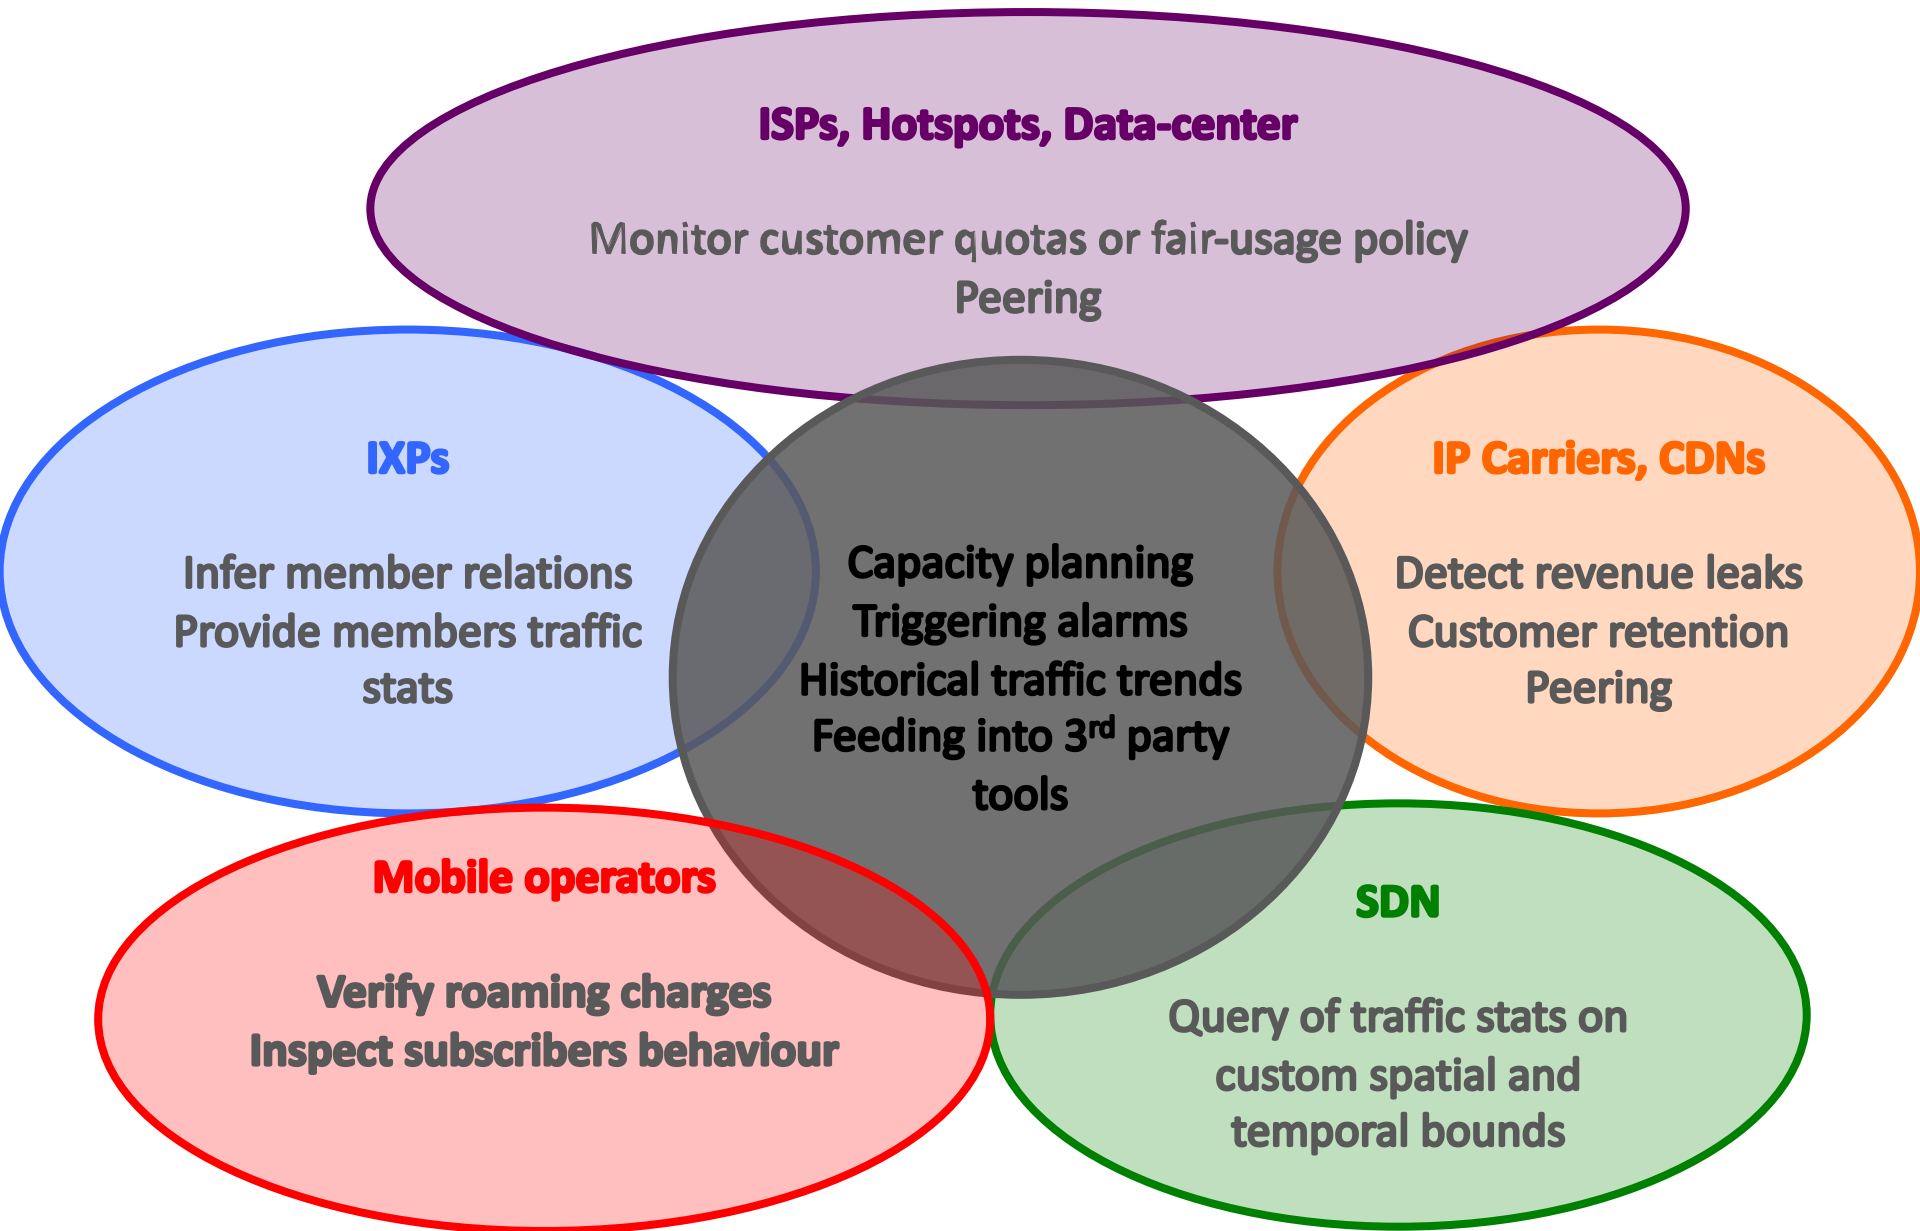 ISPs, Hotspots, Data-center
Monitor customer quotas or fair-usage policy
Peering
IXPs
Infer member relations
Provide members traffic
stats
Capacity planning
Triggering alarms
Historical traffic trends
Feeding into 3rd party
tools
IP Carriers, CDNs
Detect revenue leaks
Customer retention
Peering
Mobile operators
Verify roaming charges
Inspect subscribers behaviour
SDN
Query of traffic stats on
custom spatial and
temporal bounds